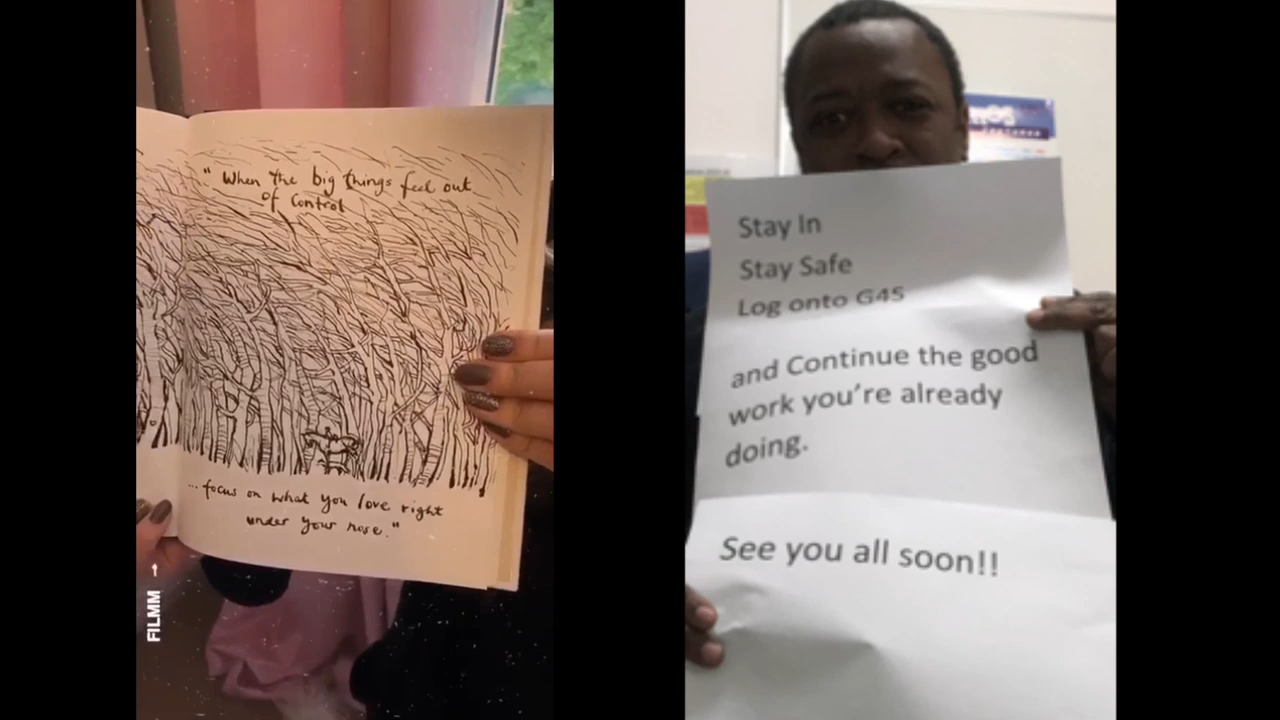 “ When the big things feel out
of control
... focus on what you love right
under your nose.”
FILMM →
Stay In
Stay Safe
Log onto G4S
and Continue the good
work you’re already
doing.
See you all soon!!